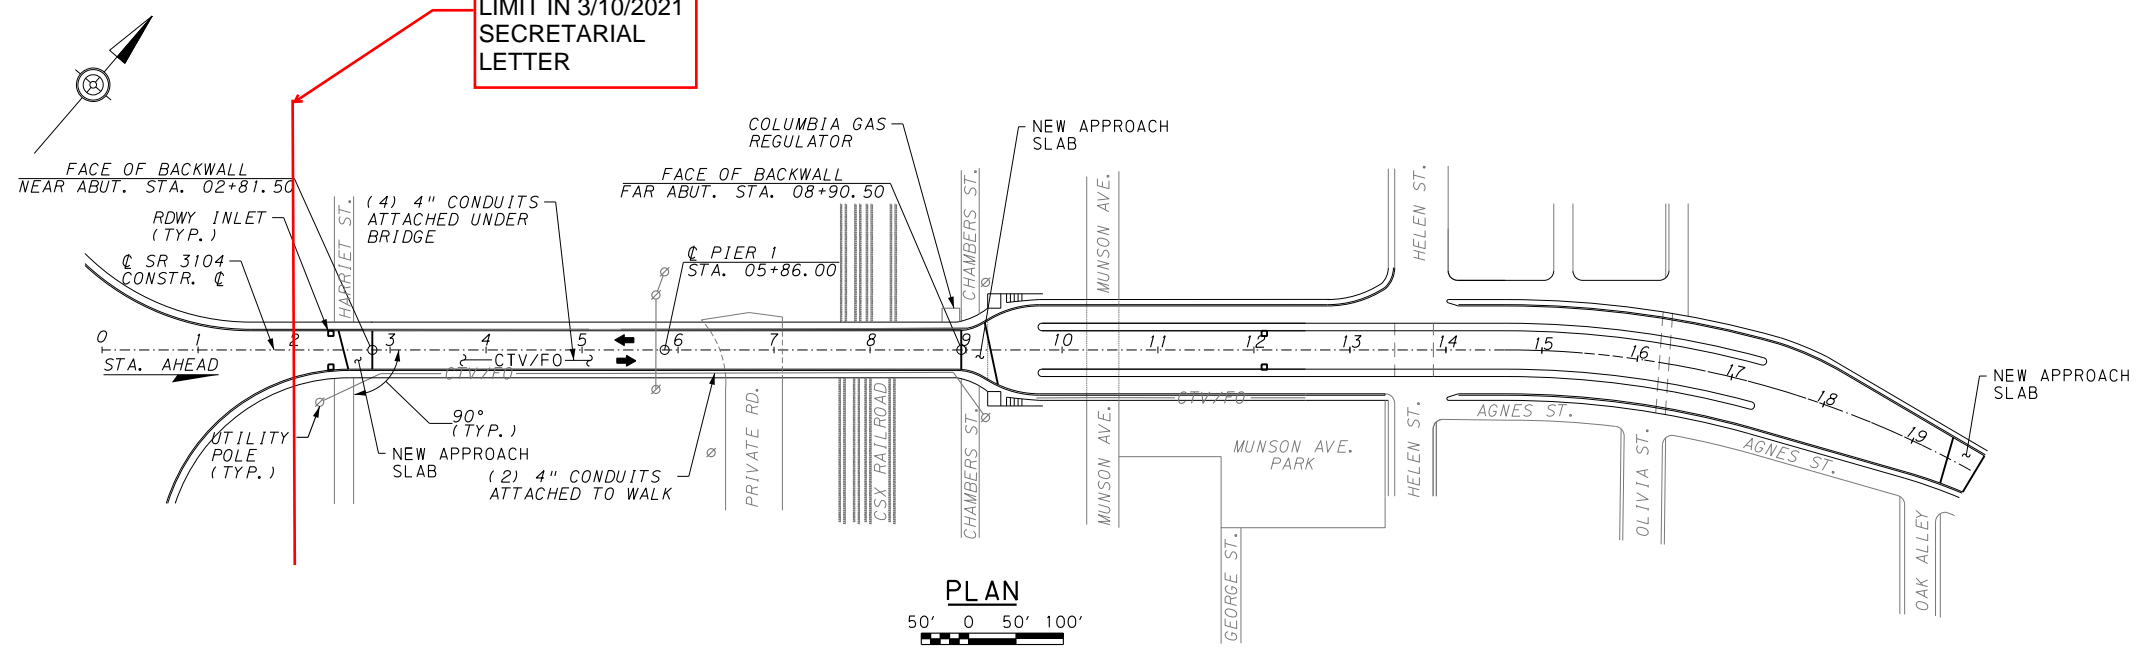 LIMIT IN 3/10/2021
SECRETARIAL
LETTER
COLUMBIA GAS
REGULATOR
NEW APPROACH
SLAB
FACE OF BACKWALL
NEAR ABUT. STA. 02+81.50
FACE OF BACKWALL
FAR ABUT. STA. 08+90.50
RDWY INLET
(TYP.)
(4) 4" CONDUITS
ATTACHED UNDER
BRIDGE
℄ SR 3104
CONSTR. ℄
℄ PIER 1
STA. 05+86.00
HARRIET ST.
CHAMBERS ST.
MUNSON AVE.
HELEN ST.
0 1 2 3 4 5 6 7 8 9 10 11 12 13 14 15 16 17 18 19
STA. AHEAD
CTV/FO
CTV/FO
CTV/FO
90°
(TYP.)
UTILITY
POLE
(TYP.)
NEW APPROACH
SLAB
(2) 4" CONDUITS
ATTACHED TO WALK
PRIVATE RD.
CSX RAILROAD
CHAMBERS ST.
MUNSON AVE.
MUNSON AVE.
PARK
GEORGE ST.
HELEN ST.
AGNES ST.
OLIVIA ST.
AGNES ST.
OAK ALLEY
NEW APPROACH
SLAB
PLAN
50' 0 50' 100'